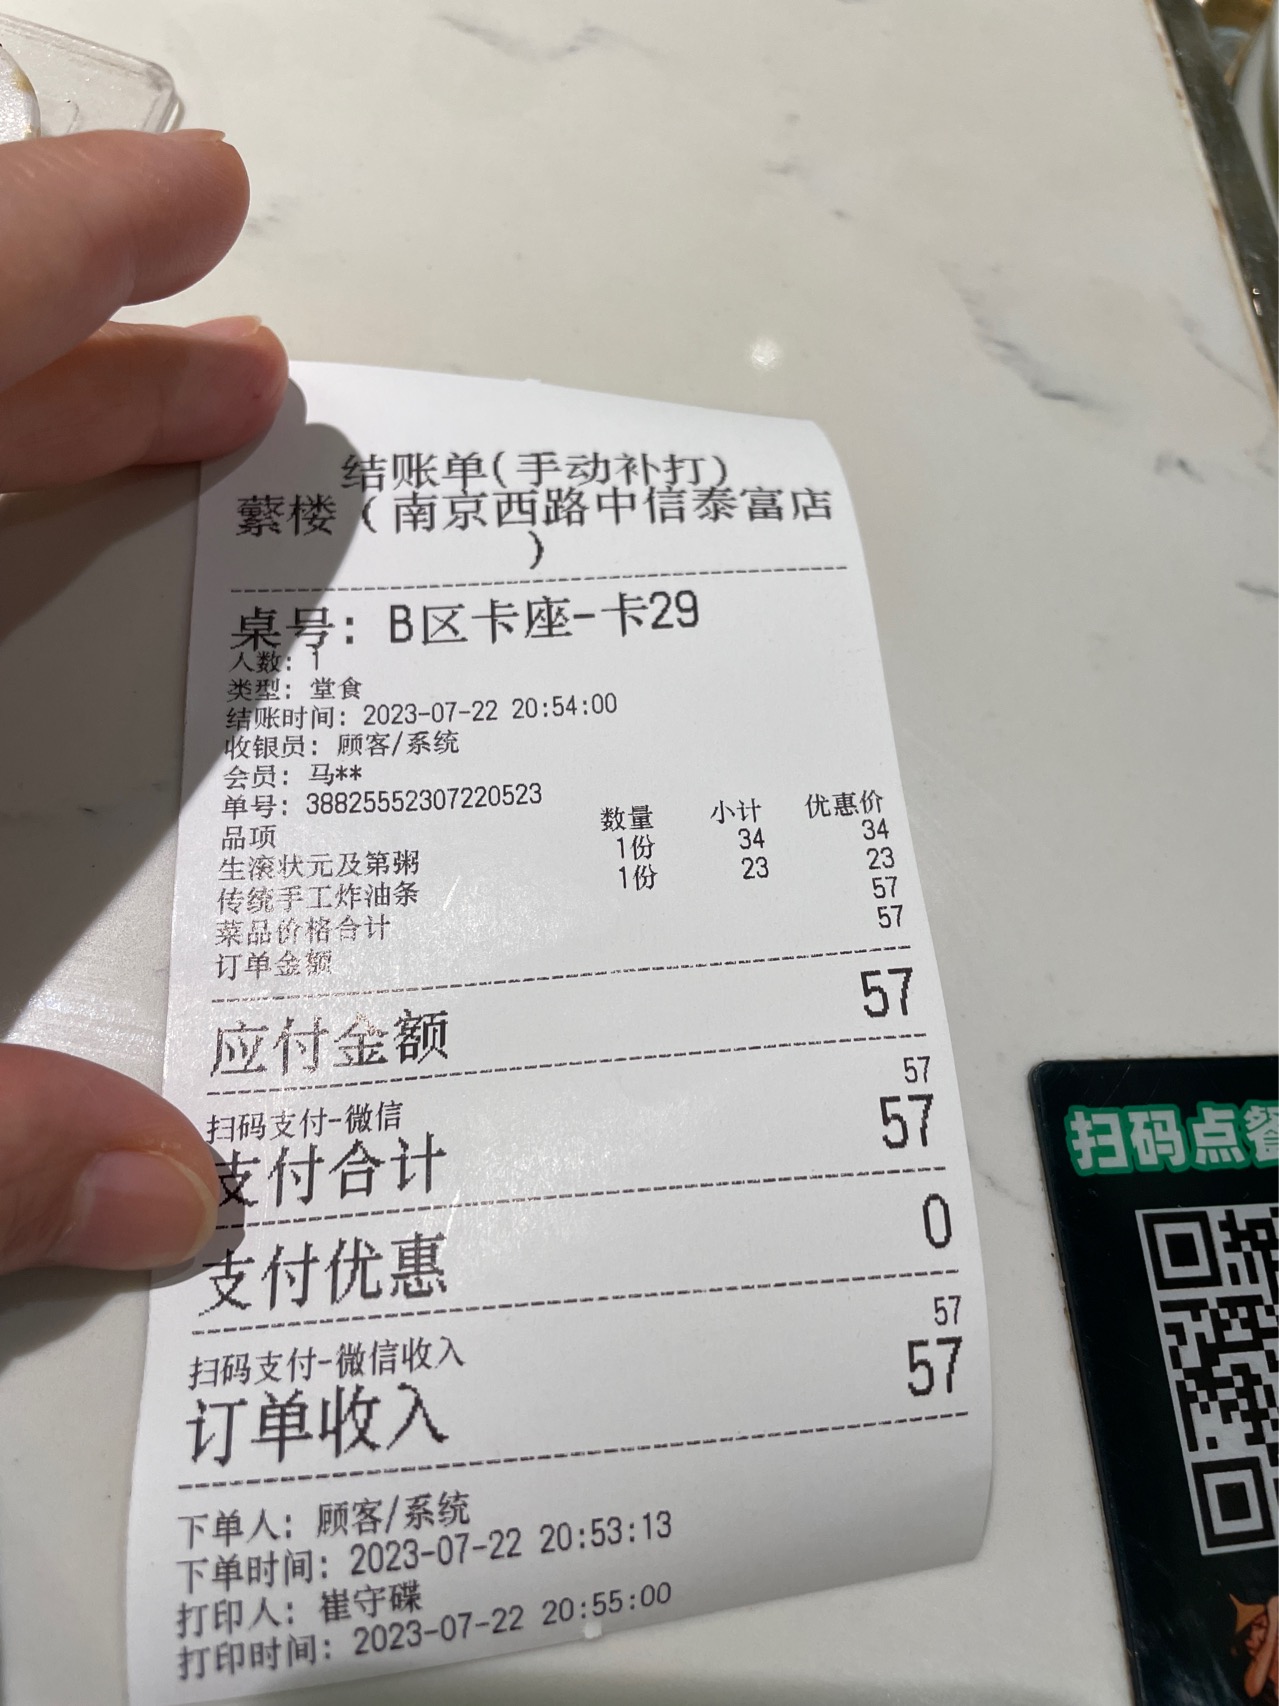 结账单(手动补打)
蘩楼（南京西路中信泰富店
）
桌号: B区卡座-卡29
人数: 1
类型: 堂食
结账时间: 2023-07-22 20:54:00
收银员: 顾客/系统
会员: 马**
单号: 38825552307220523
品项 数量 小计 优惠价
生滚状元及第粥 1份 34 34
传统手工炸油条 1份 23 23
菜品价格合计 57
订单金额 57
应付金额 57
扫码支付-微信 57
支付合计 57
支付优惠 0
扫码支付-微信收入 57
订单收入 57
下单人: 顾客/系统
下单时间: 2023-07-22 20:53:13
打印人: 崔守碟
打印时间: 2023-07-22 20:55:00
扫码点餐